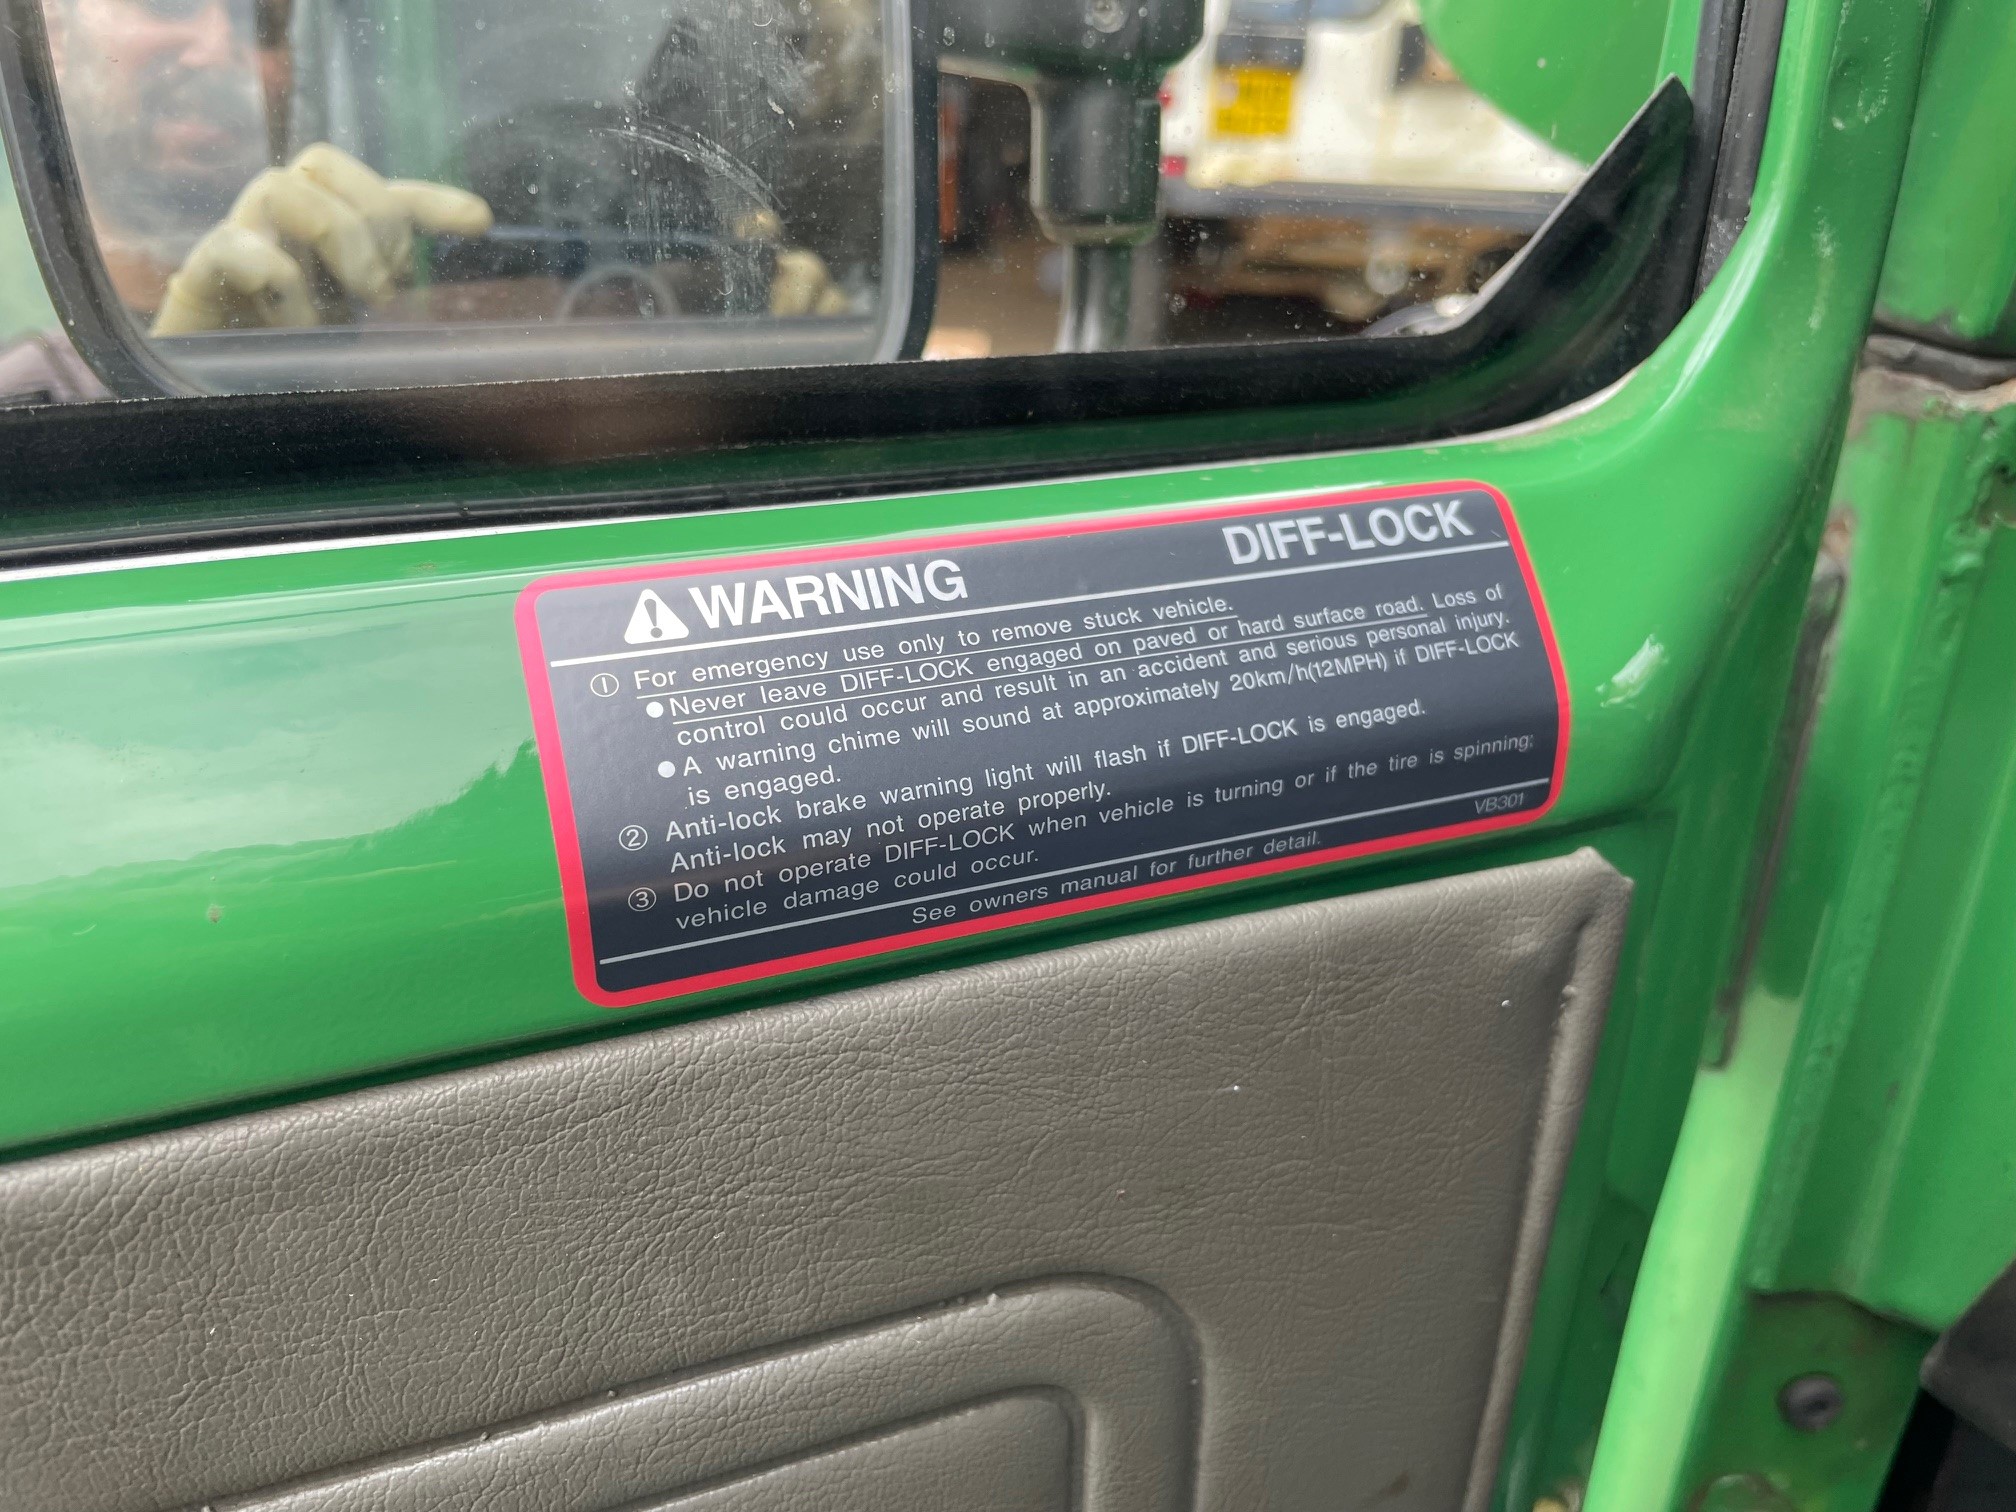 WARNING DIFF-LOCK
① For emergency use only to remove stuck vehicle.
● Never leave DIFF-LOCK engaged on paved or hard surface road. Loss of
control could occur and result in an accident and serious personal injury.
● A warning chime will sound at approximately 20km/h(12MPH) if DIFF-LOCK
is engaged.
② Anti-lock brake warning light will flash if DIFF-LOCK is engaged.
Anti-lock may not operate properly.
③ Do not operate DIFF-LOCK when vehicle is turning or if the tire is spinning;
vehicle damage could occur.
VB301
See owners manual for further detail.